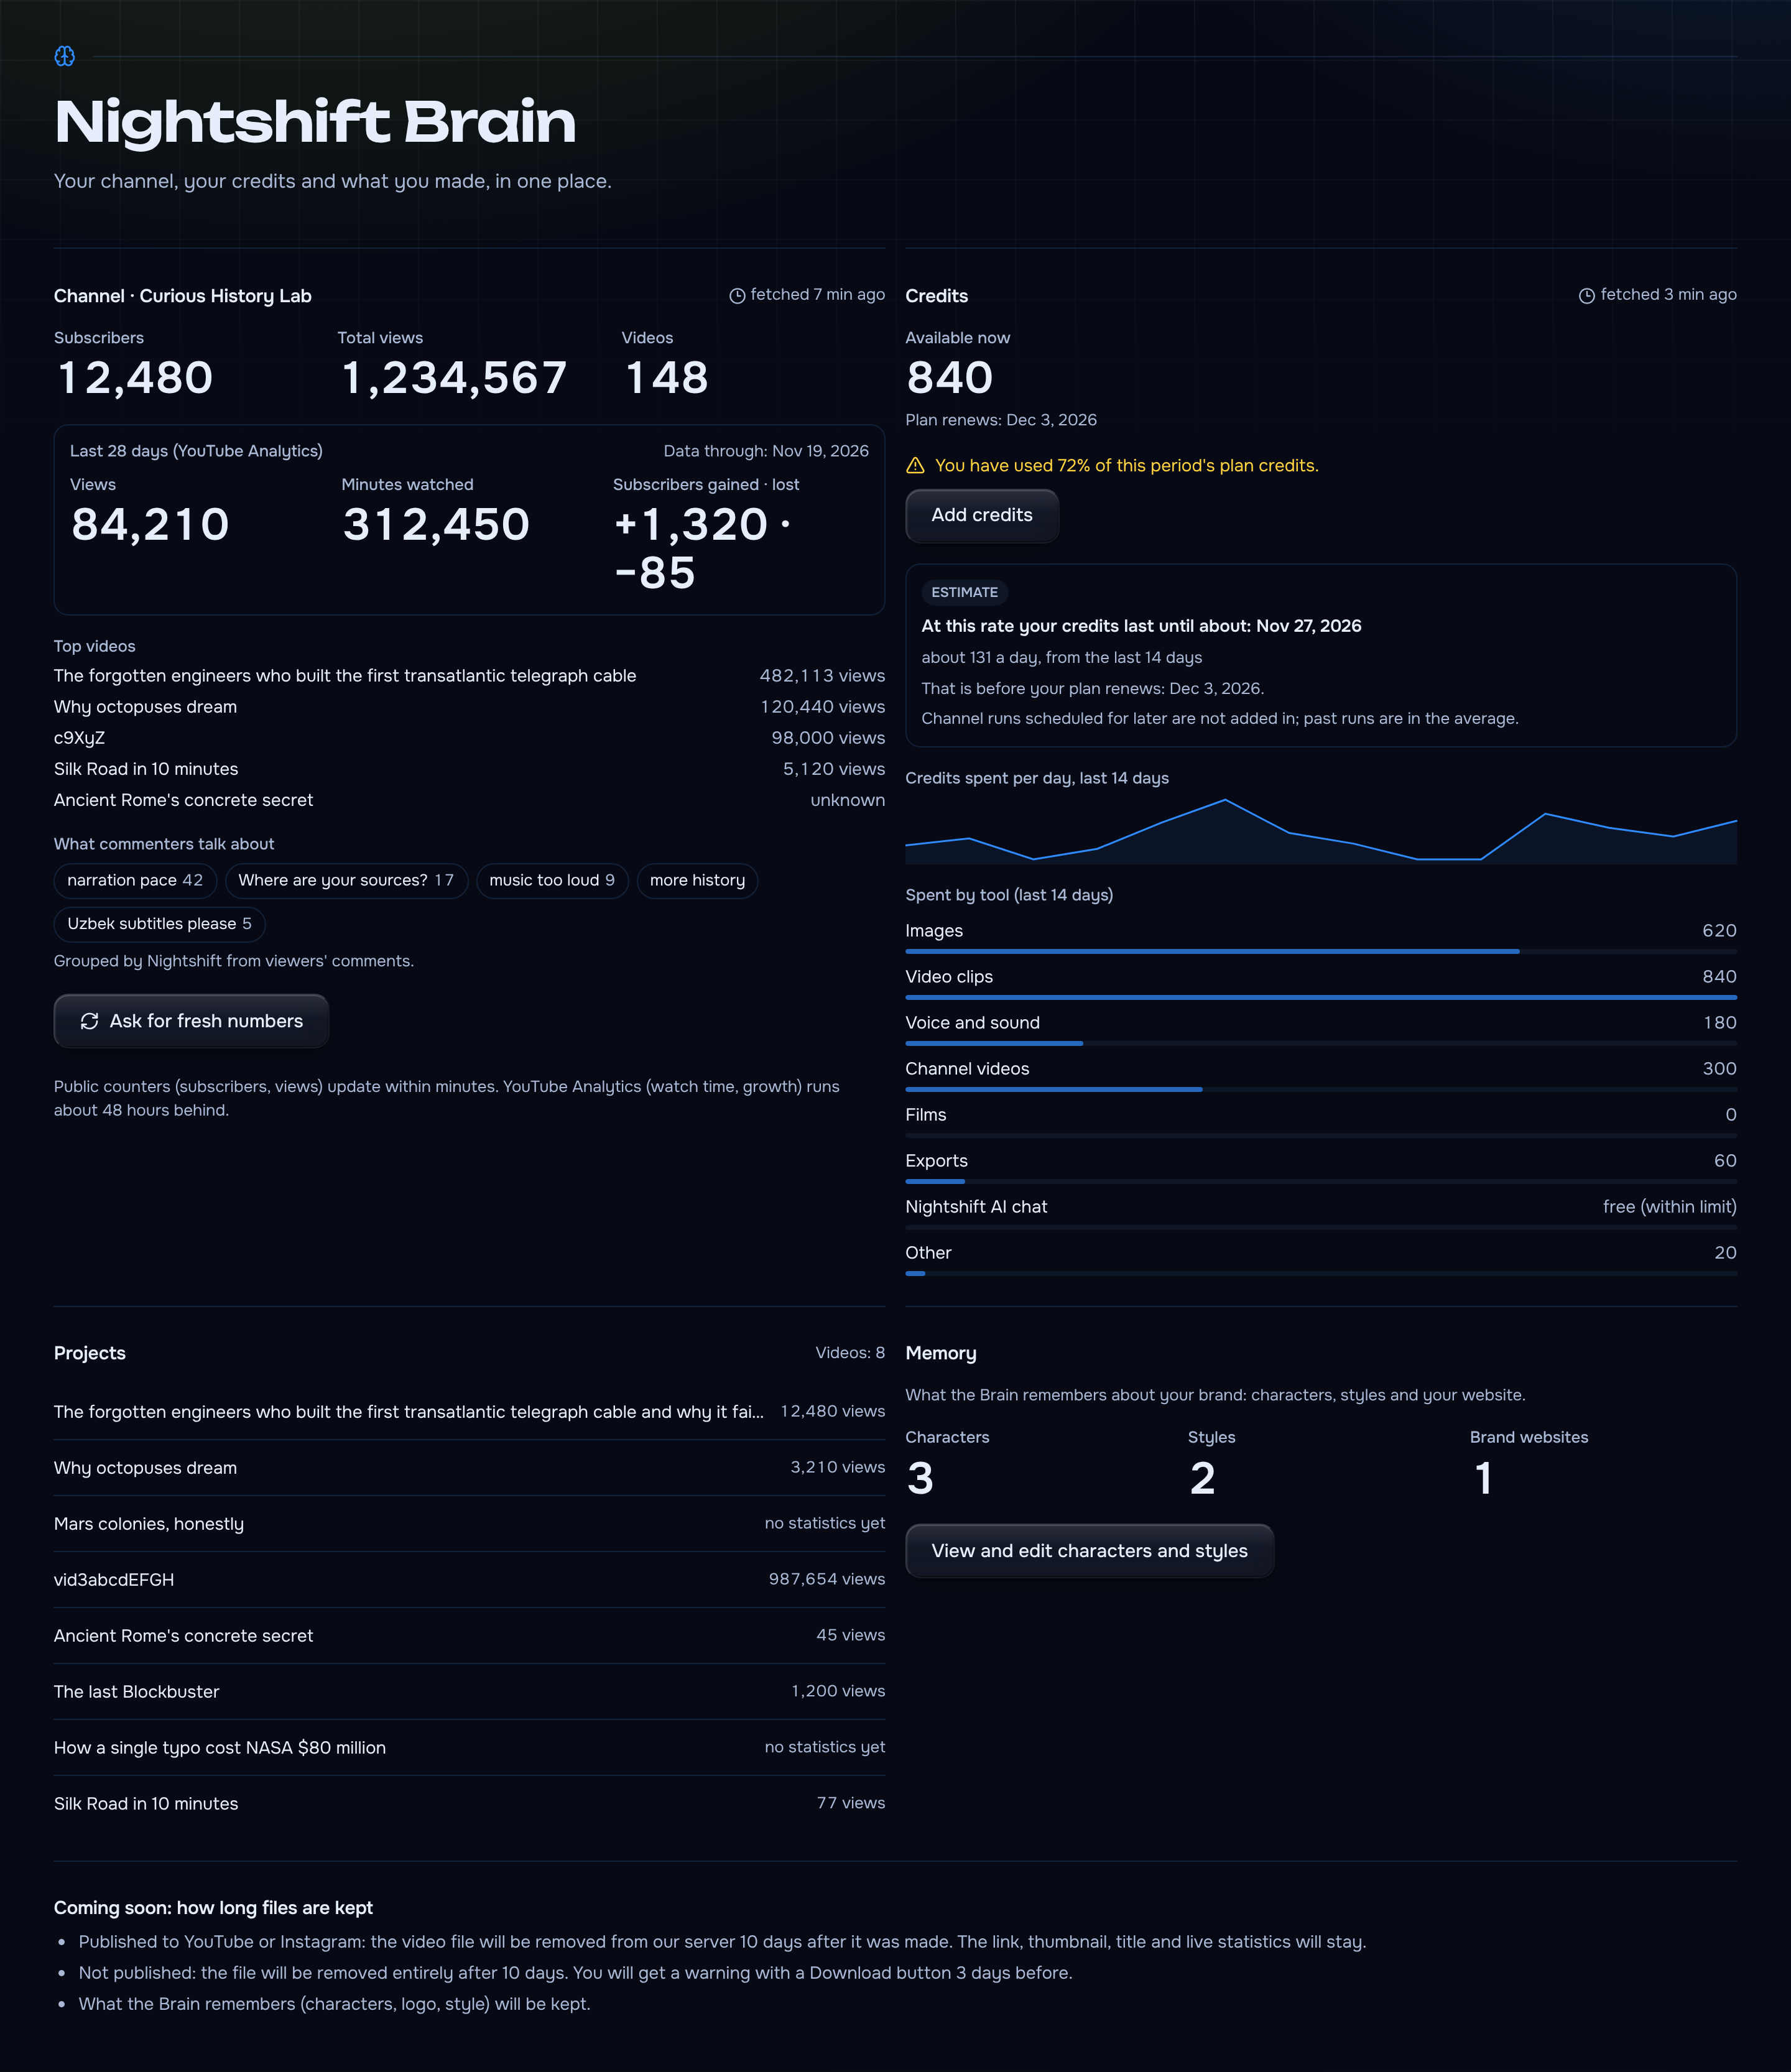 Nightshift Brain
Your channel, your credits and what you made, in one place.
Channel · Curious History Lab
fetched 7 min ago
Subscribers
Total views
Videos
12,480
1,234,567
148
Last 28 days (YouTube Analytics)
Data through: Nov 19, 2026
Views
Minutes watched
Subscribers gained · lost
84,210
312,450
+1,320 ·
−85
Top videos
The forgotten engineers who built the first transatlantic telegraph cable
482,113 views
Why octopuses dream
120,440 views
c9XyZ
98,000 views
Silk Road in 10 minutes
5,120 views
Ancient Rome's concrete secret
unknown
What commenters talk about
narration pace 42
Where are your sources? 17
music too loud 9
more history
Uzbek subtitles please 5
Grouped by Nightshift from viewers' comments.
Ask for fresh numbers
Public counters (subscribers, views) update within minutes. YouTube Analytics (watch time, growth) runs
about 48 hours behind.
Credits
fetched 3 min ago
Available now
840
Plan renews: Dec 3, 2026
You have used 72% of this period's plan credits.
Add credits
ESTIMATE
At this rate your credits last until about: Nov 27, 2026
about 131 a day, from the last 14 days
That is before your plan renews: Dec 3, 2026.
Channel runs scheduled for later are not added in; past runs are in the average.
Credits spent per day, last 14 days
Spent by tool (last 14 days)
Images
620
Video clips
840
Voice and sound
180
Channel videos
300
Films
0
Exports
60
Nightshift AI chat
free (within limit)
Other
20
Projects
Videos: 8
The forgotten engineers who built the first transatlantic telegraph cable and why it fai...
12,480 views
Why octopuses dream
3,210 views
Mars colonies, honestly
no statistics yet
vid3abcdEFGH
987,654 views
Ancient Rome's concrete secret
45 views
The last Blockbuster
1,200 views
How a single typo cost NASA $80 million
no statistics yet
Silk Road in 10 minutes
77 views
Memory
What the Brain remembers about your brand: characters, styles and your website.
Characters
Styles
Brand websites
3
2
1
View and edit characters and styles
Coming soon: how long files are kept
• Published to YouTube or Instagram: the video file will be removed from our server 10 days after it was made. The link, thumbnail, title and live statistics will stay.
• Not published: the file will be removed entirely after 10 days. You will get a warning with a Download button 3 days before.
• What the Brain remembers (characters, logo, style) will be kept.